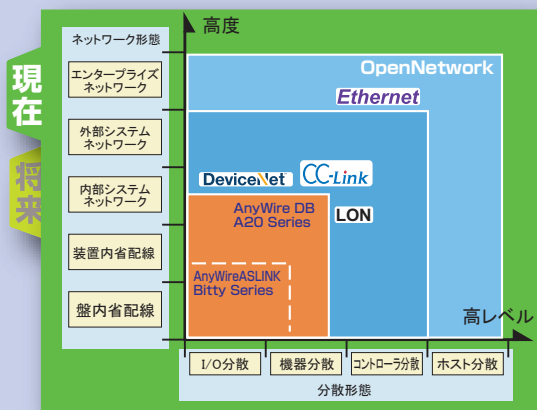 現在
将来
ネットワーク形態
エンタープライズ
ネットワーク
外部システム
ネットワーク
内部システム
ネットワーク
装置内省配線
盤内省配線
高度
OpenNetwork
Ethernet
DeviceNet
CC-Link
LON
AnyWire DB
A20 Series
AnyWireASLINK
Bitty Series
高レベル
I/O分散
機器分散
コントローラ分散
ホスト分散
分散形態